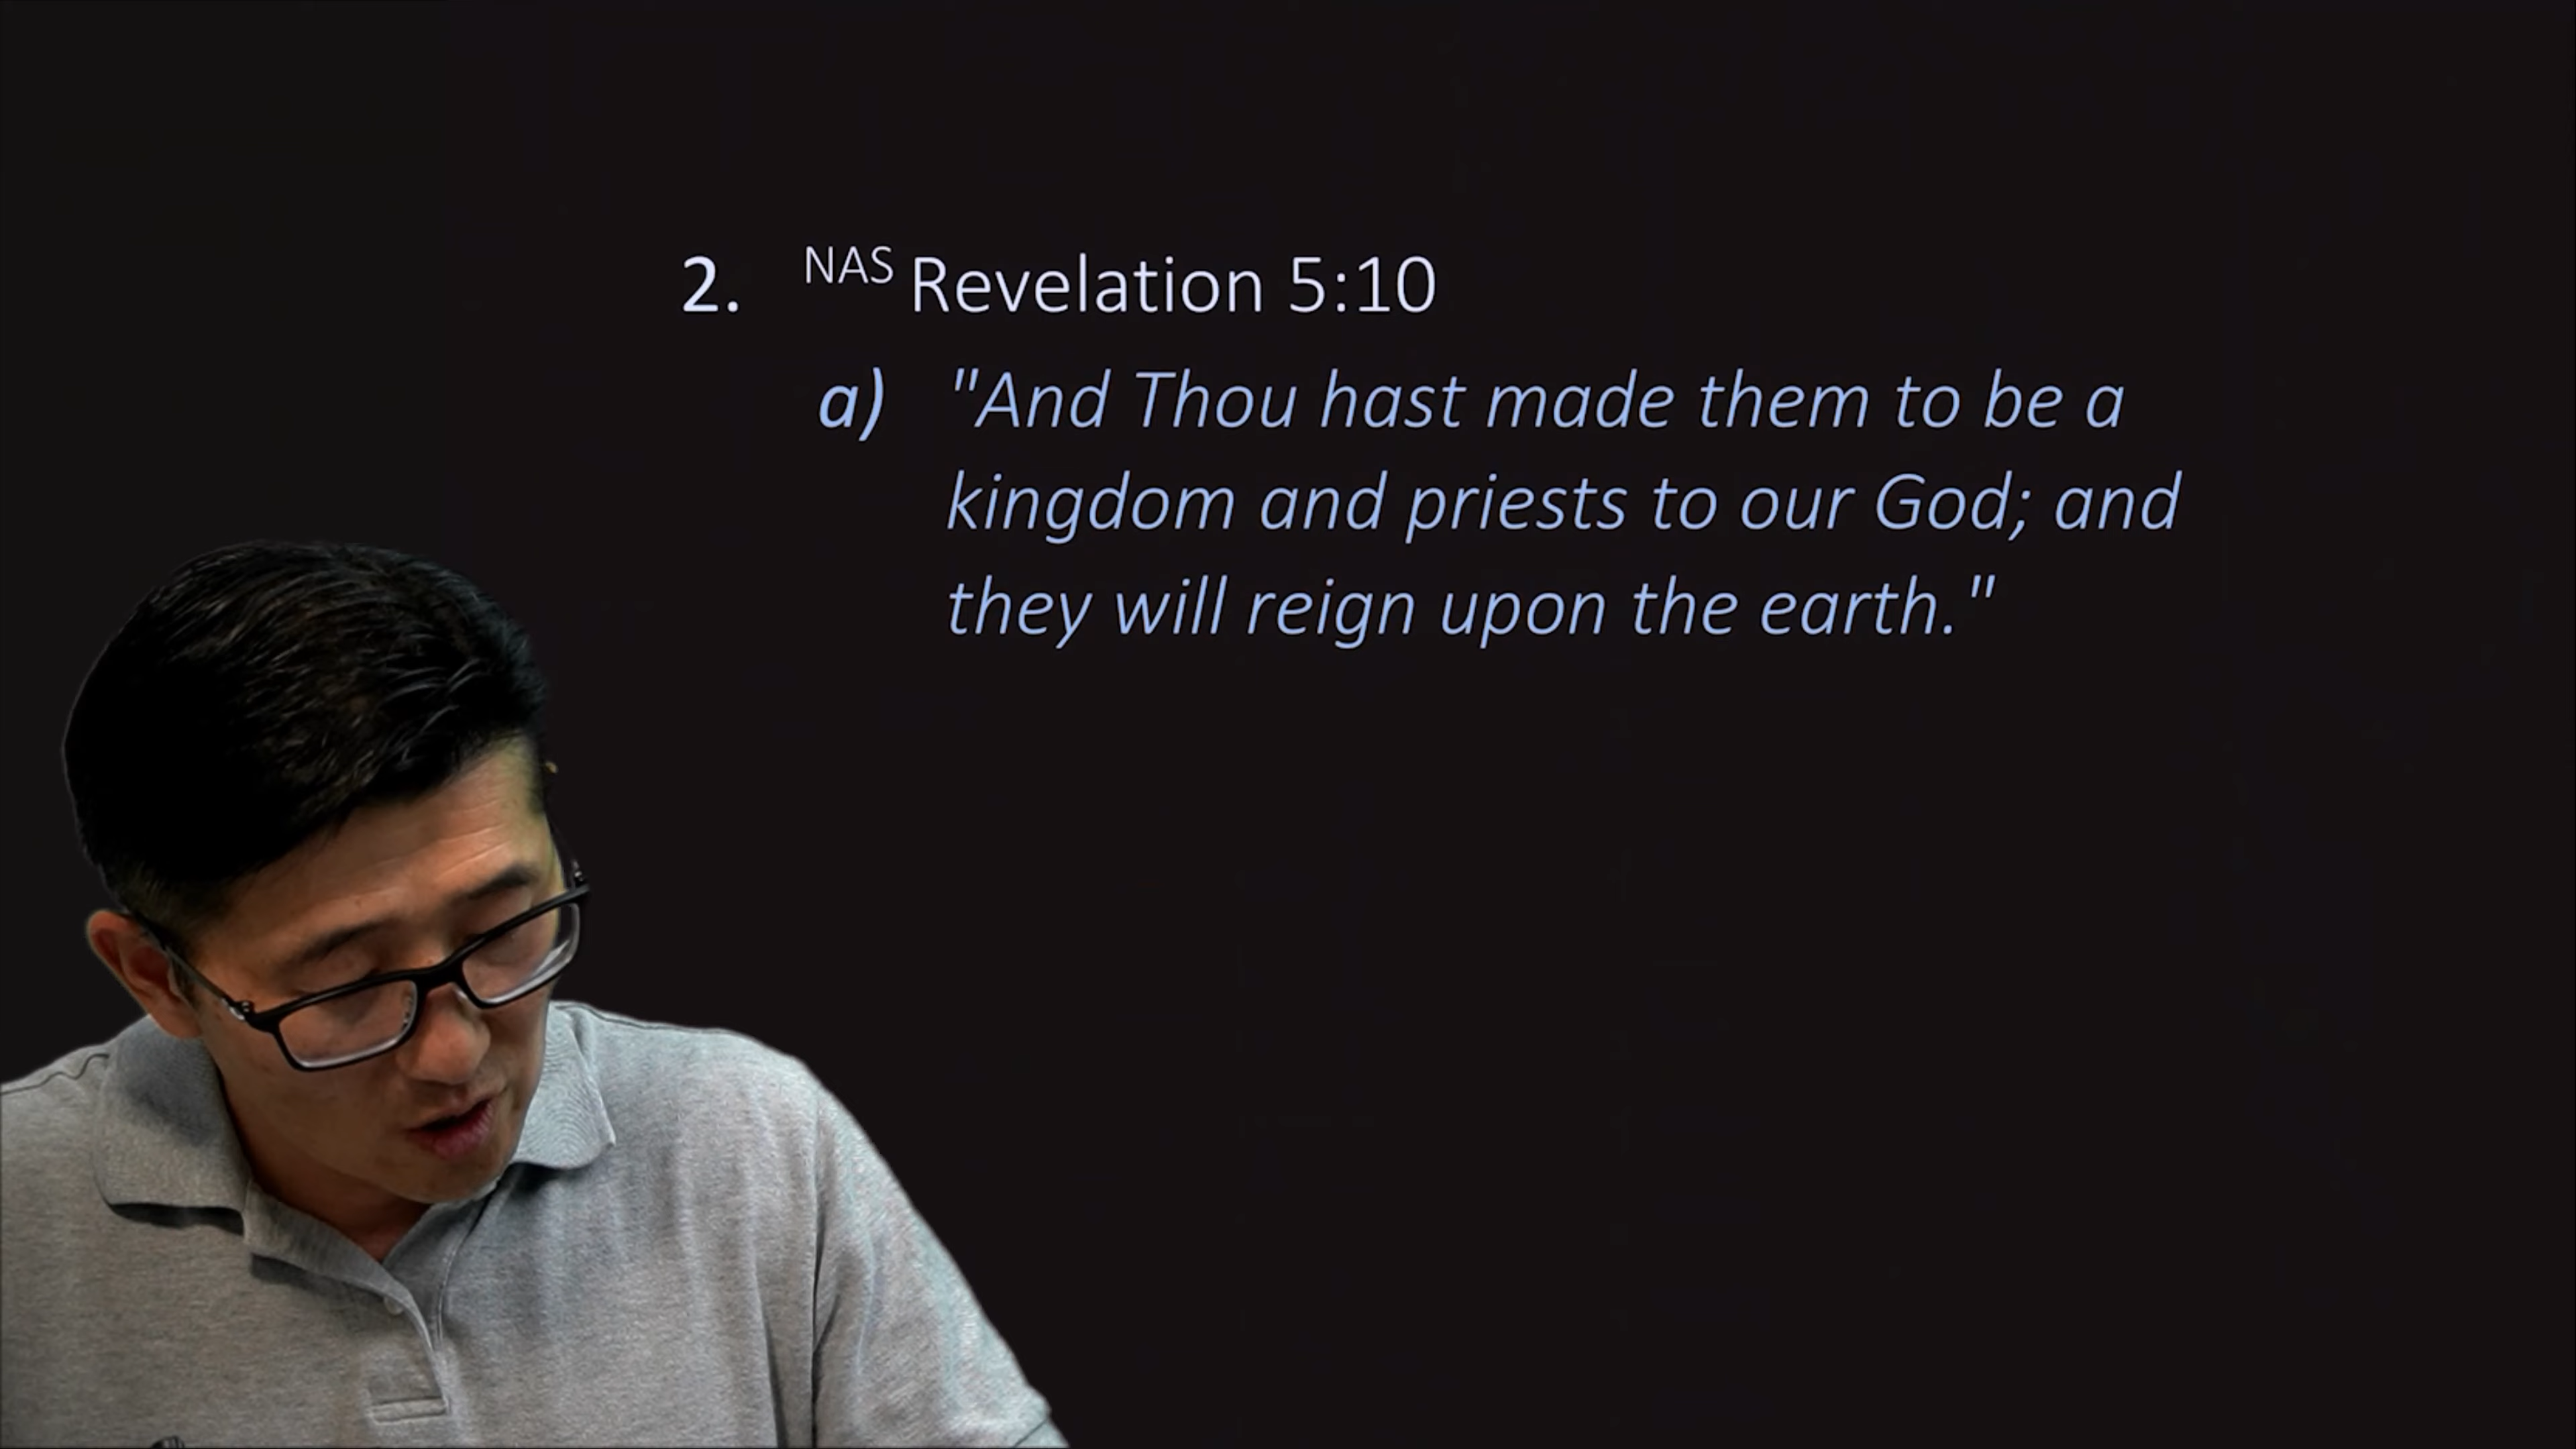 2. NAS Revelation 5:10
a) "And Thou hast made them to be a
kingdom and priests to our God; and
they will reign upon the earth."